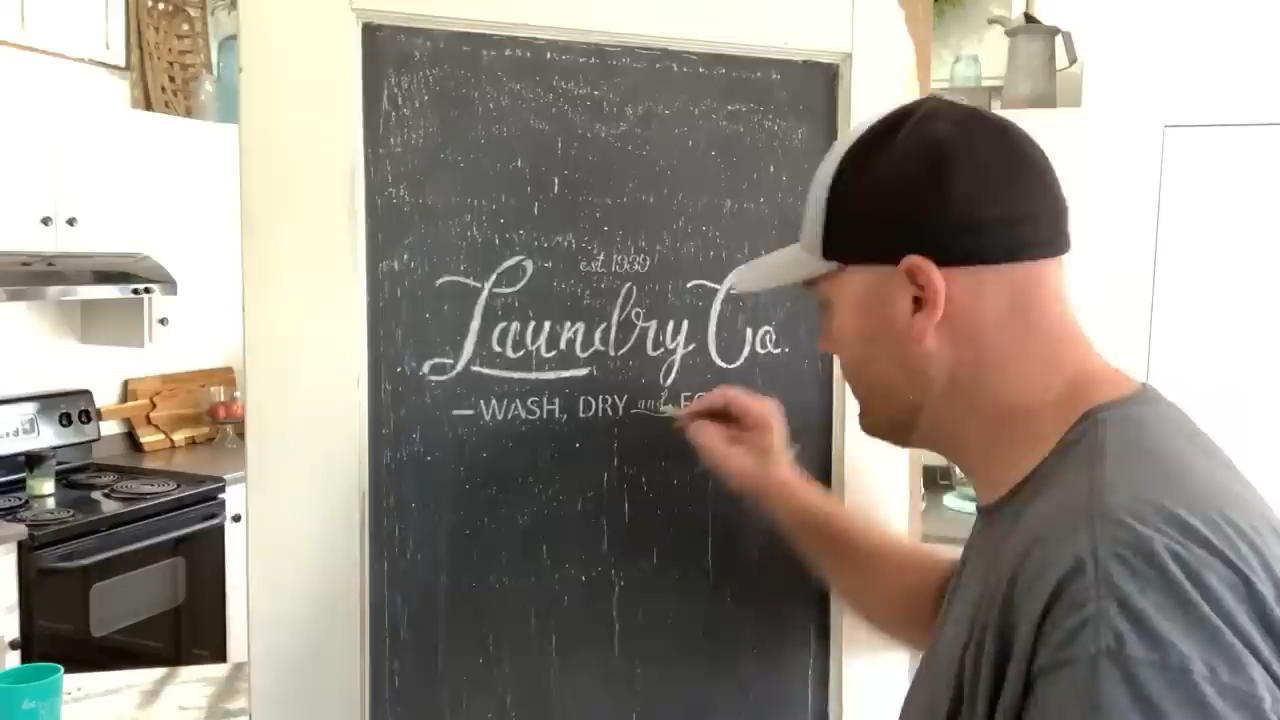 est. 1939
Laundry Co.
—WASH, DRY and